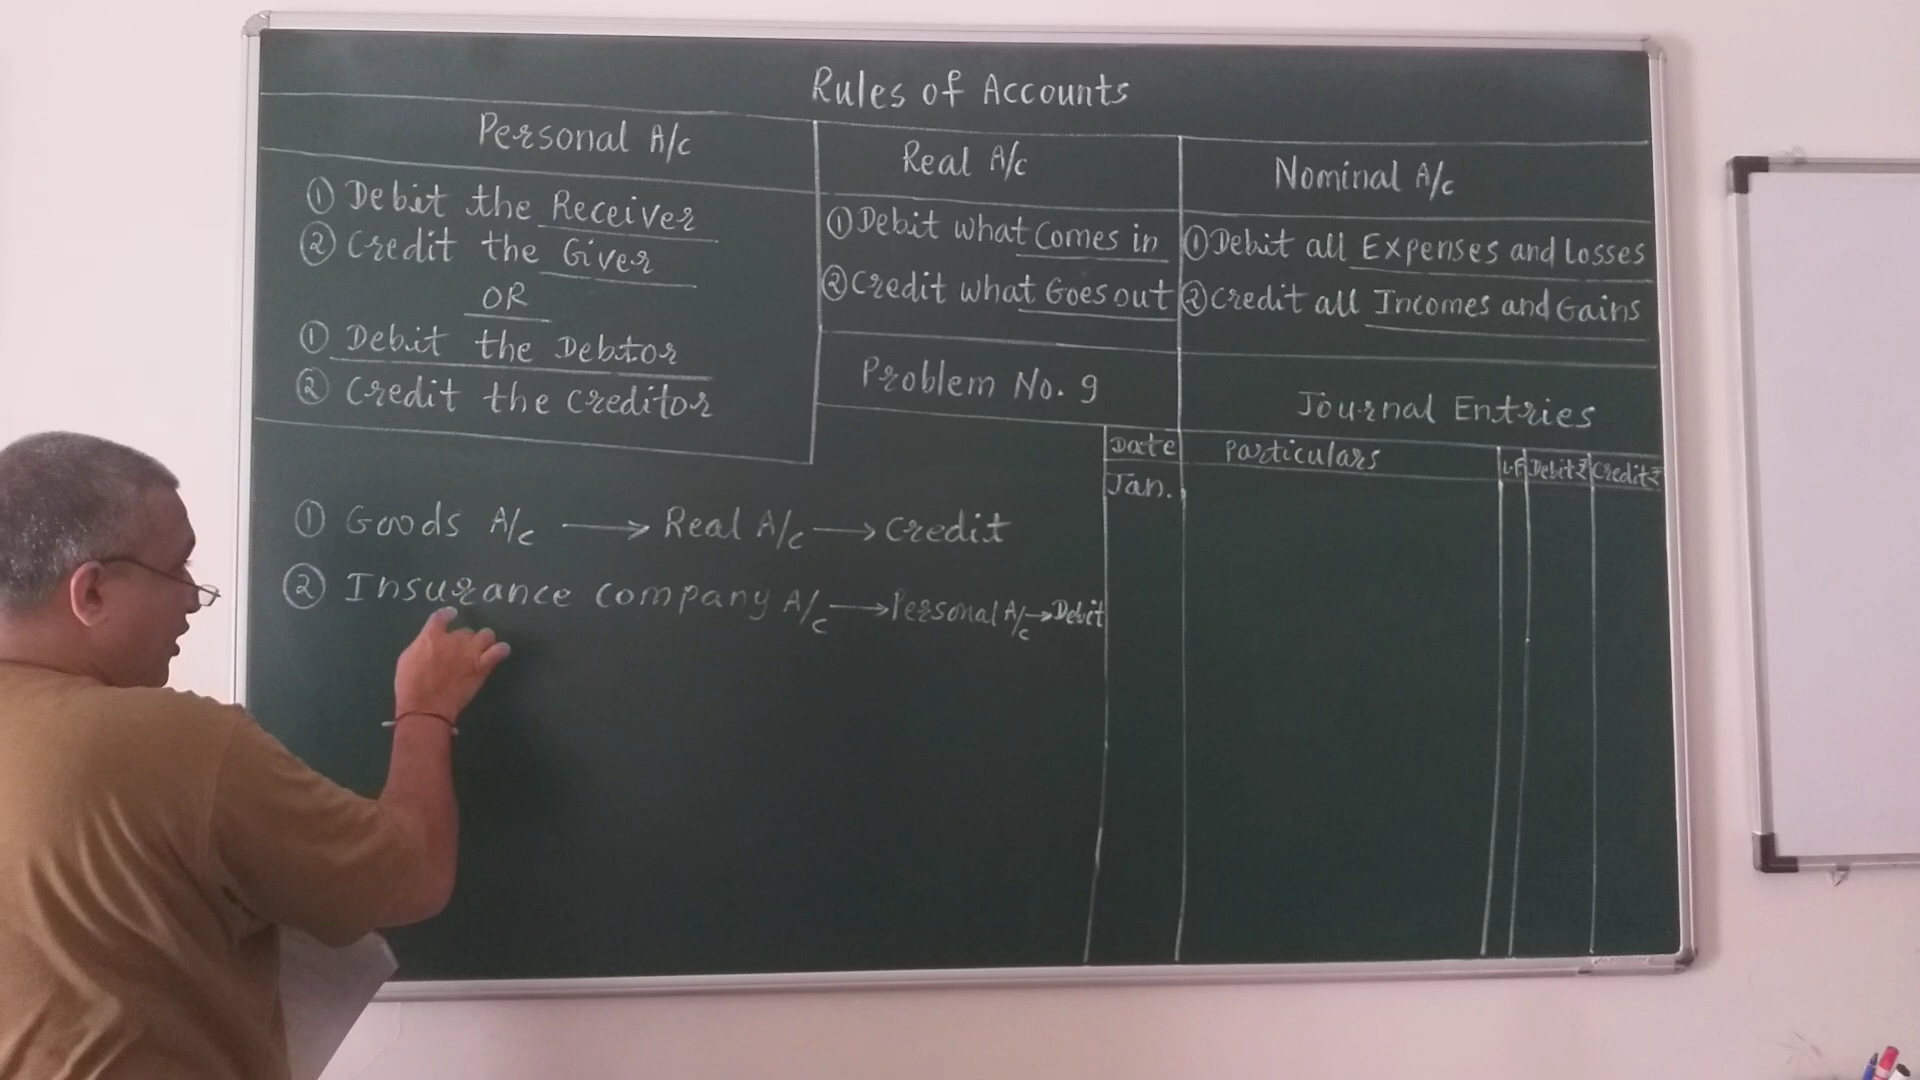 Rules of Accounts
Personal A/c
① Debit the Receiver
② Credit the Giver
OR
① Debit the Debtor
② Credit the creditor
Real A/c
① Debit what Comes in
② Credit what Goes out
Nominal A/c
① Debit all Expenses and Losses
② Credit all Incomes and Gains
Problem No. 9
Journal Entries
Date Particulars L.F Debit ₹ Credit ₹
Jan.
① Goods A/c → Real A/c → Credit
② Insurance company A/c → Personal A/c → Debit